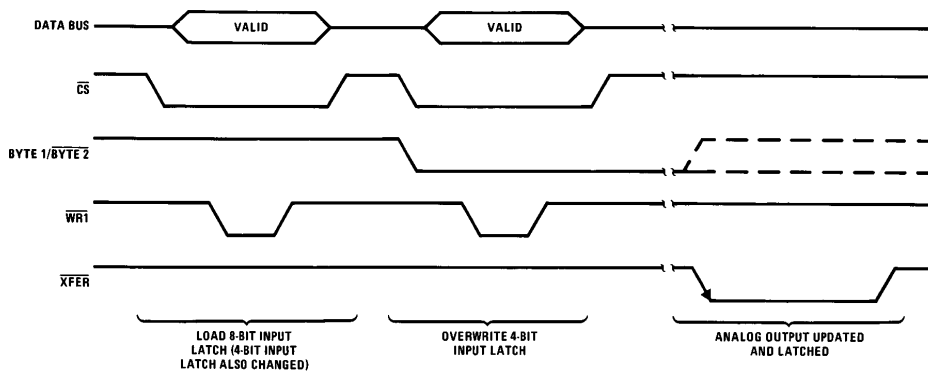 DATA BUS
VALID
VALID
CS
BYTE 1/BYTE 2
WR1
XFER
LOAD 8-BIT INPUT
LATCH (4-BIT INPUT
LATCH ALSO CHANGED)
OVERWRITE 4-BIT
INPUT LATCH
ANALOG OUTPUT UPDATED
AND LATCHED